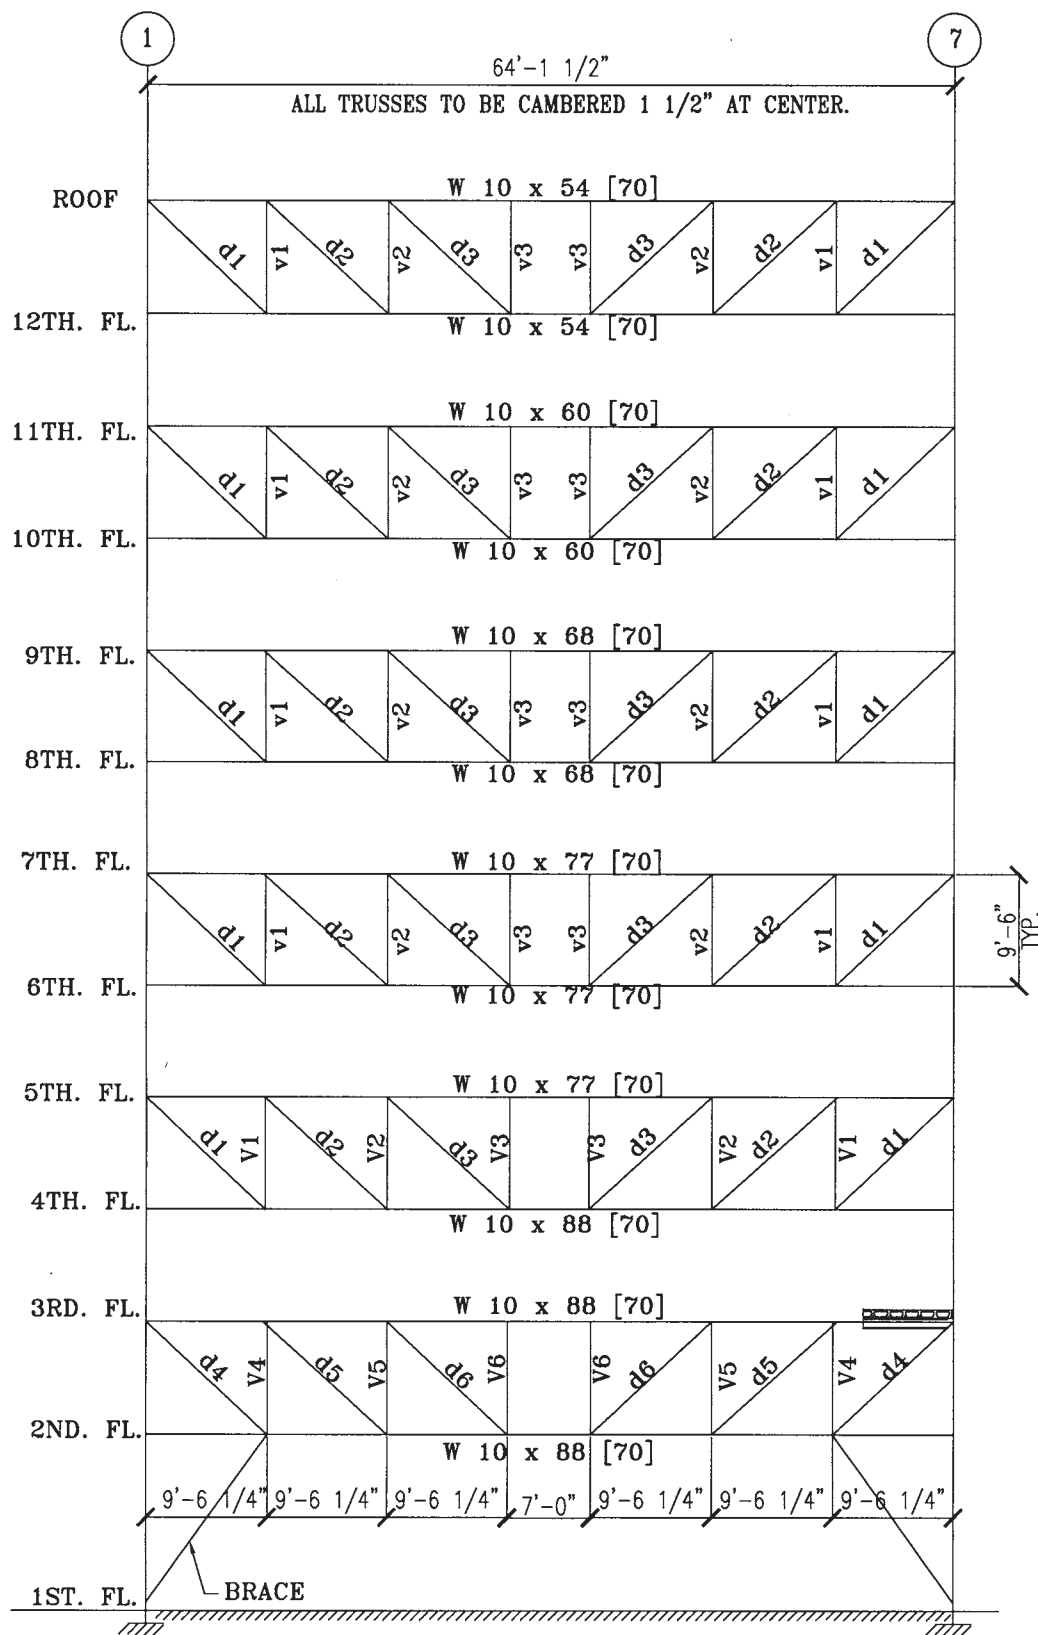 1 7
64'-1 1/2"
ALL TRUSSES TO BE CAMBERED 1 1/2" AT CENTER.
W 10 x 54 [70]
ROOF
d1 v1 d2 v2 d3 v3 v3 d3 v2 d2 v1 d1
12TH. FL.
W 10 x 54 [70]
W 10 x 60 [70]
11TH. FL.
d1 v1 d2 v2 d3 v3 v3 d3 v2 d2 v1 d1
10TH. FL.
W 10 x 60 [70]
W 10 x 68 [70]
9TH. FL.
d1 v1 d2 v2 d3 v3 v3 d3 v2 d2 v1 d1
8TH. FL.
W 10 x 68 [70]
7TH. FL.
W 10 x 77 [70]
d1 v1 d2 v2 d3 v3 v3 d3 v2 d2 v1 d1
9'-6"
TYP.
6TH. FL.
W 10 x 77 [70]
5TH. FL.
W 10 x 77 [70]
d1 V1 d2 V2 d3 V3 V3 d3 V2 d2 V1 d1
4TH. FL.
W 10 x 88 [70]
3RD. FL.
W 10 x 88 [70]
d4 V4 d5 V5 d6 V6 V6 d6 V5 d5 V4 d4
2ND. FL.
W 10 x 88 [70]
9'-6 1/4" 9'-6 1/4" 9'-6 1/4" 7'-0" 9'-6 1/4" 9'-6 1/4" 9'-6 1/4"
BRACE
1ST. FL.